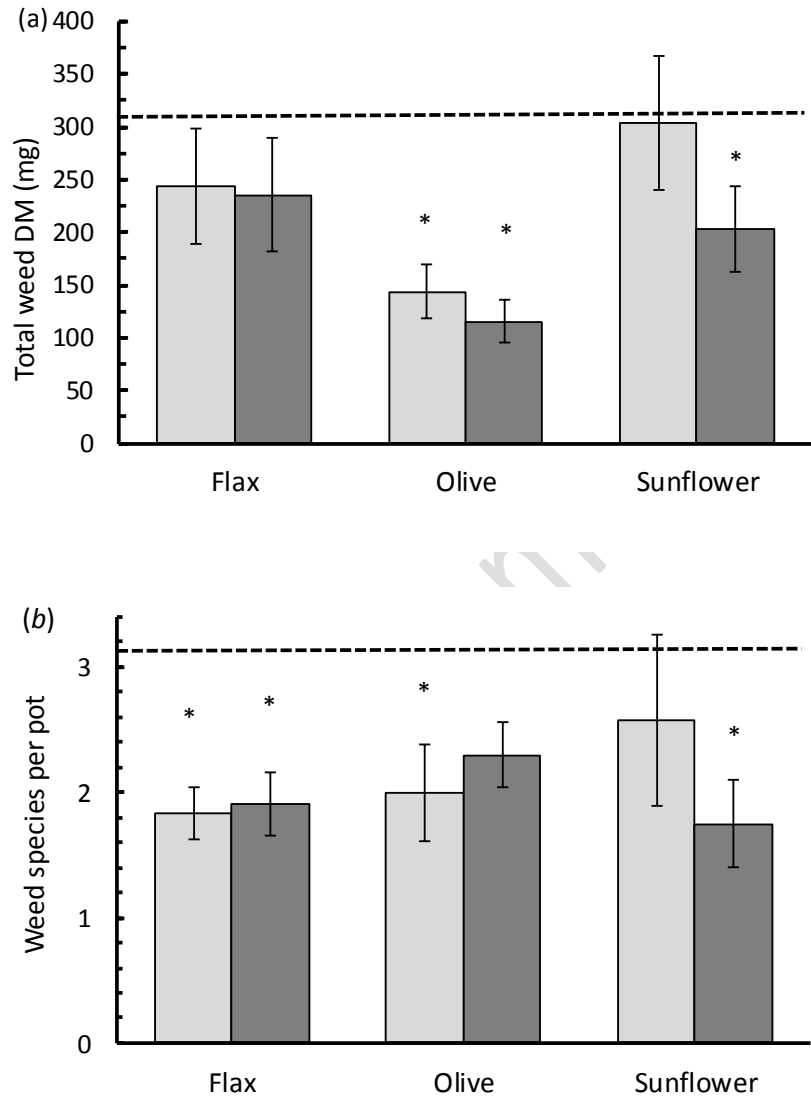 (a)
400
350
300
250
200
150
100
50
0
Total weed DM (mg)
* * *
Flax Olive Sunflower
(b)
3
2
1
0
Weed species per pot
* * * *
Flax Olive Sunflower